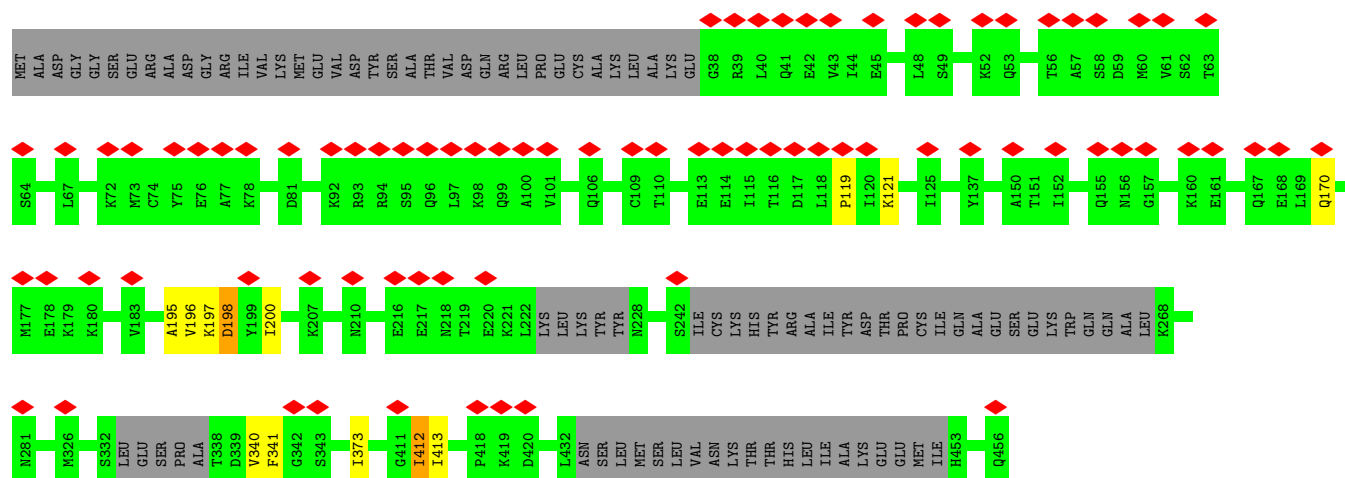 MET ALA ASP GLY GLY SER GLU ARG ALA ASP GLY ARG ILE VAL LYS MET GLU VAL ASP TYR SER ALA THR VAL ASP GLN ARG LEU PRO GLU CYS ALA LYS LEU ALA LYS GLU G38 R39 L40 Q41 E42 V43 I44 E45 L48 S49 K52 Q53 T56 A57 S58 D59 M60 V61 S62 T63
S64 L67 K72 M73 C74 Y75 E76 A77 K78 D81 K92 R93 R94 S95 Q96 L97 K98 Q99 A100 V101 Q106 C109 T110 E113 E114 I115 T116 D117 L118 P119 I120 K121 I125 Y137 A150 T151 I152 Q155 N156 G157 K160 E161 Q167 E168 L169 Q170
M177 E178 K179 K180 V183 A195 V196 K197 D198 Y199 I200 K207 N210 E216 E217 N218 T219 E220 K221 L222 LYS LEU LYS TYR TYR N228 S242 ILE CYS LYS HIS TYR ARG ALA ILE TYR ASP THR PRO CYS ILE GLN ALA GLU SER GLU LYS TRP GLN GLN ALA LEU K268
N281 M326 S332 LEU GLU SER PRO ALA T338 D339 V340 F341 G342 S343 I373 G411 I412 I413 P418 K419 D420 L432 ASN SER LEU MET SER LEU VAL ASN LYS THR THR HIS LEU ILE ALA LYS GLU GLU MET ILE H453 Q456